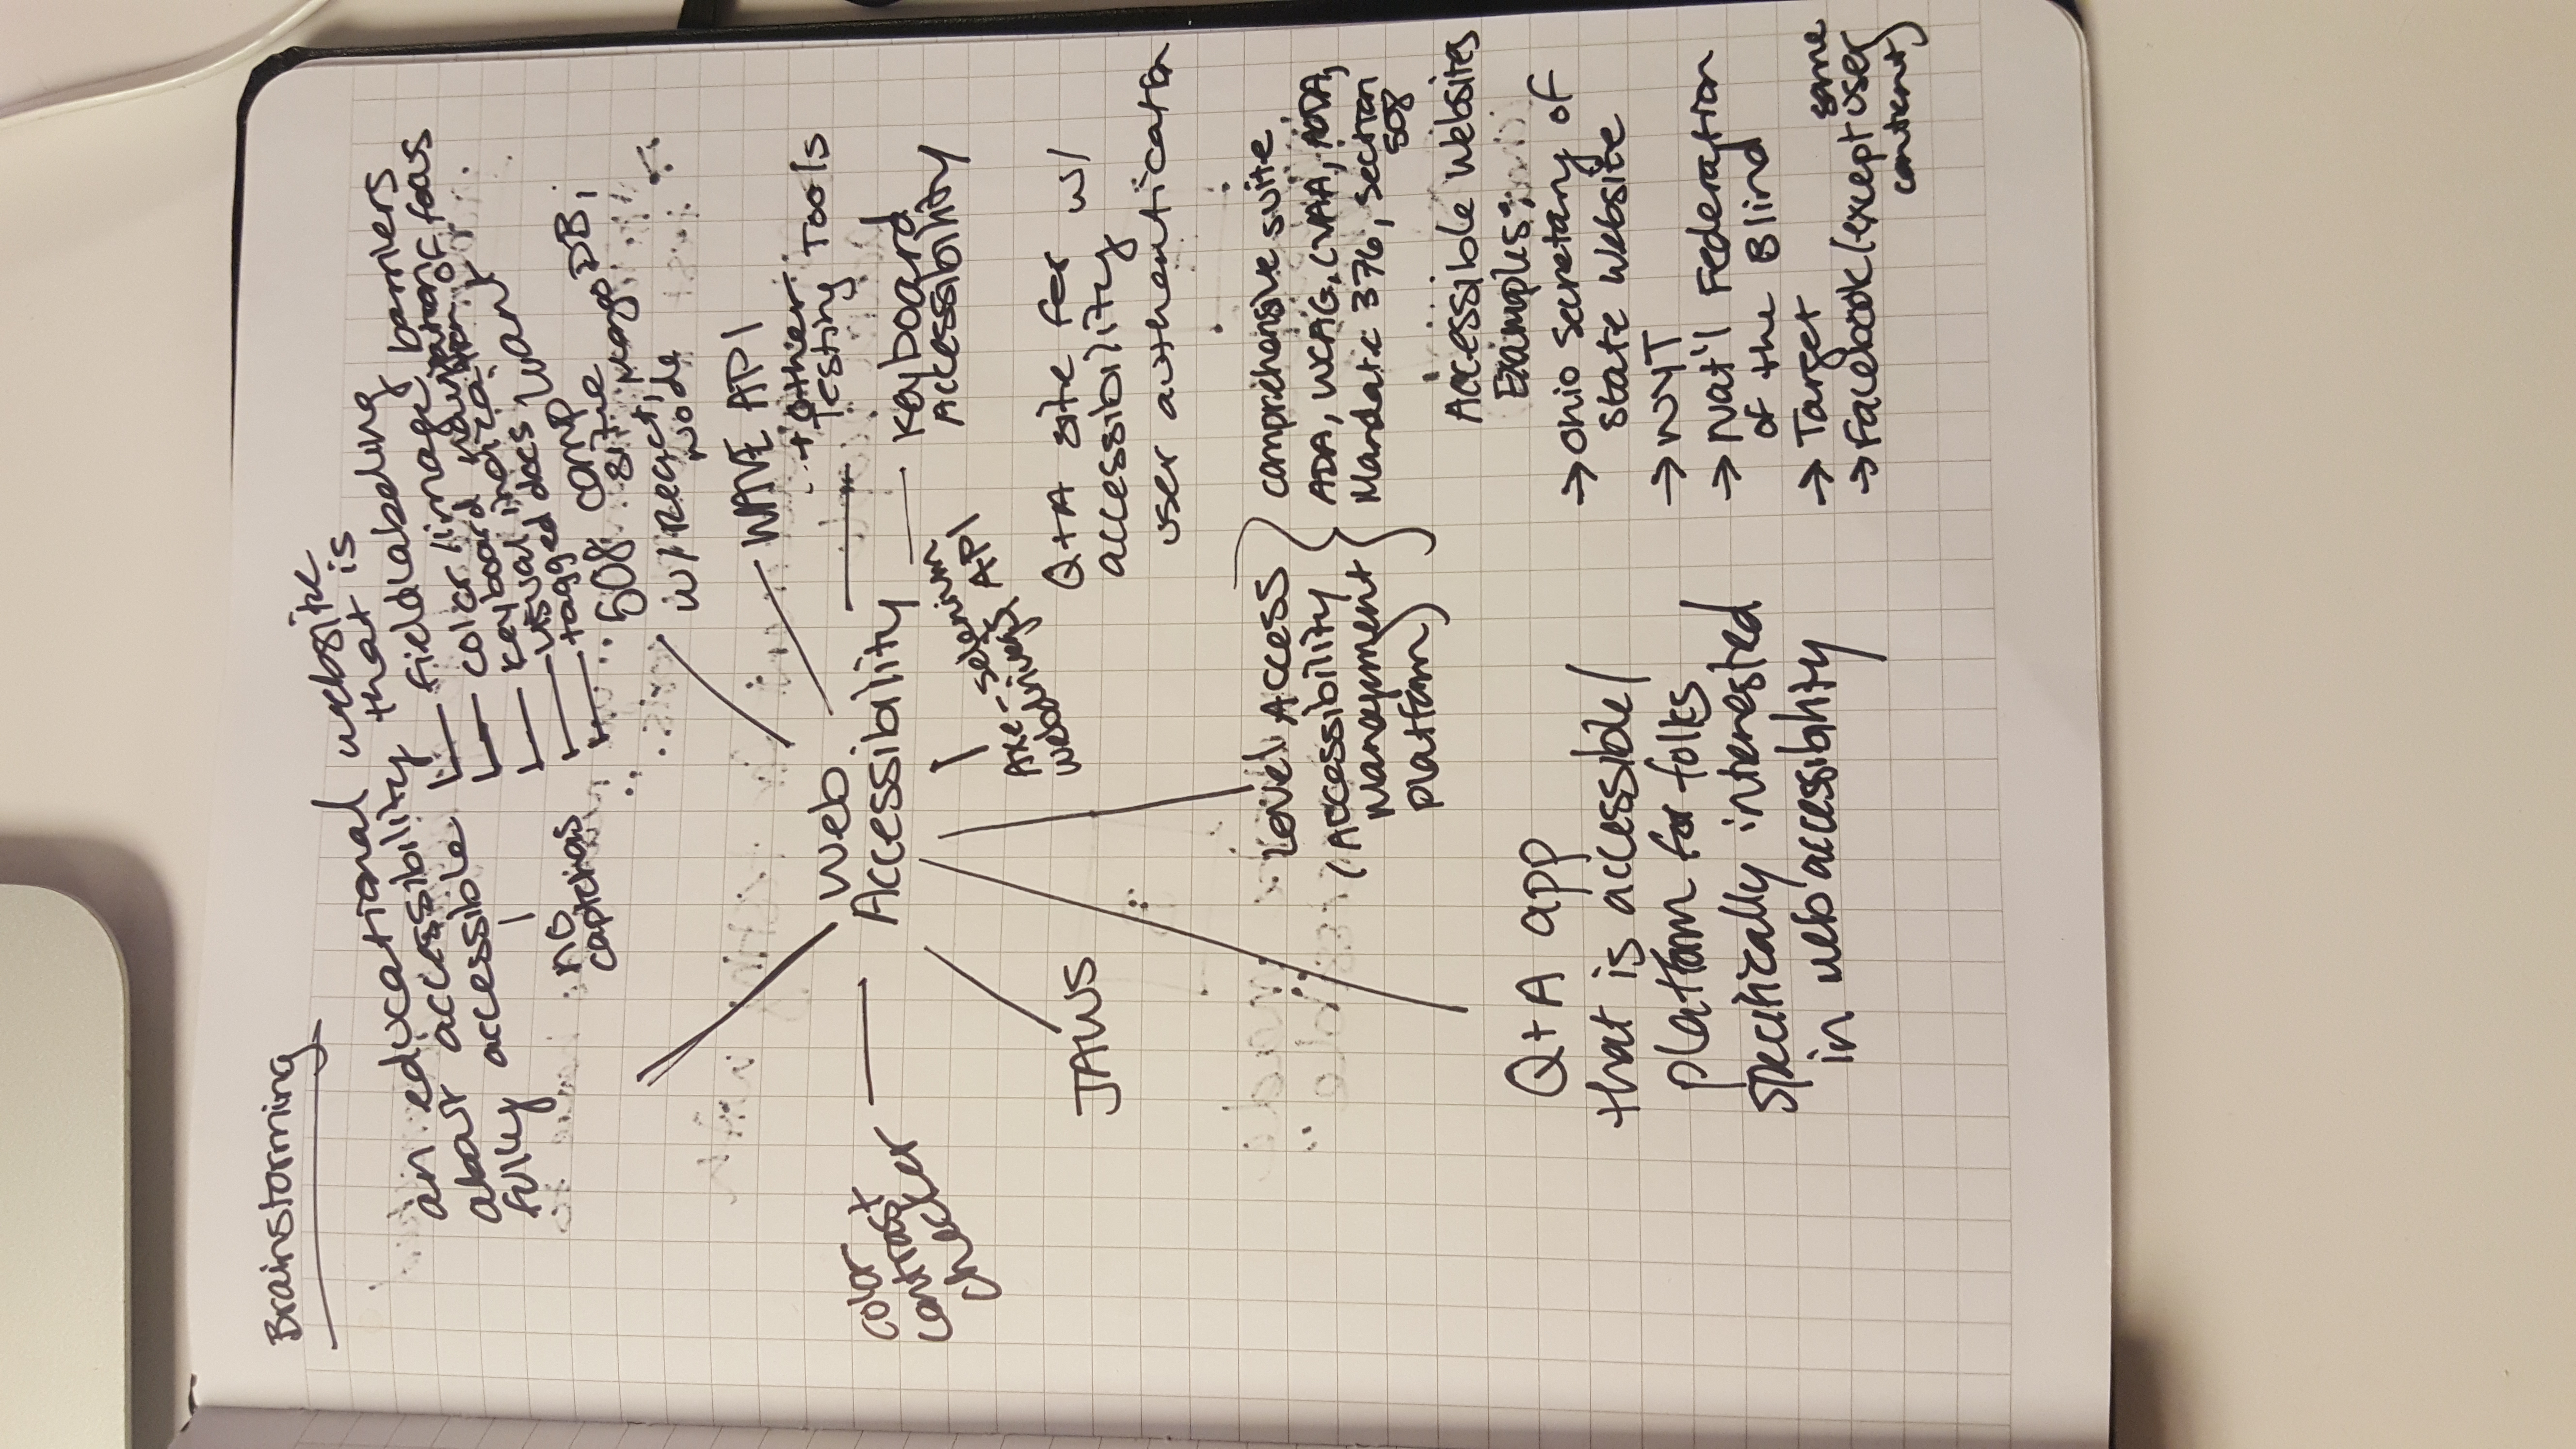 Brainstorming
an educational website
about accessibility that is
fully accessible
no
captchas
field labeling
color/image barriers
keyboard navigation
visual indication of focus
tagged docs
508 compliant
site
w/ React, MongoDB,
Node
WAVE API
+ other
Testing Tools
Web
Accessibility
color
contrast
checker
Keyboard
Accessibility
Axe-selenium
webdriverjs API
JAWS
Q+A site for w/
accessibility
user authentication
Level Access
(Accessibility
Management
Platform)
comprehensive suite
ADA, WCAG, CVAA, AODA,
Mandate 376, Section
508
Accessible Websites
Examples:
→ Ohio Secretary of
State Website
→ NYT
→ Nat'l Federation
of the Blind
→ Target
→ Facebook (except some user
content)
Q+A app
that is accessible/
platform for folks
specifically interested
in web accessibility